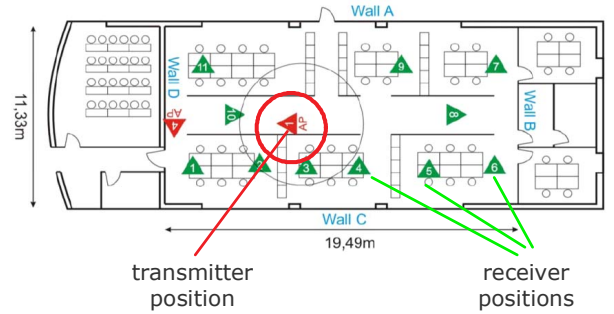 Wall A
11
9
7
Wall D
11,33m
AP
4
10
1
AP
8
Wall B
1
2
3
4
5
6
Wall C
19,49m
transmitter
position
receiver
positions